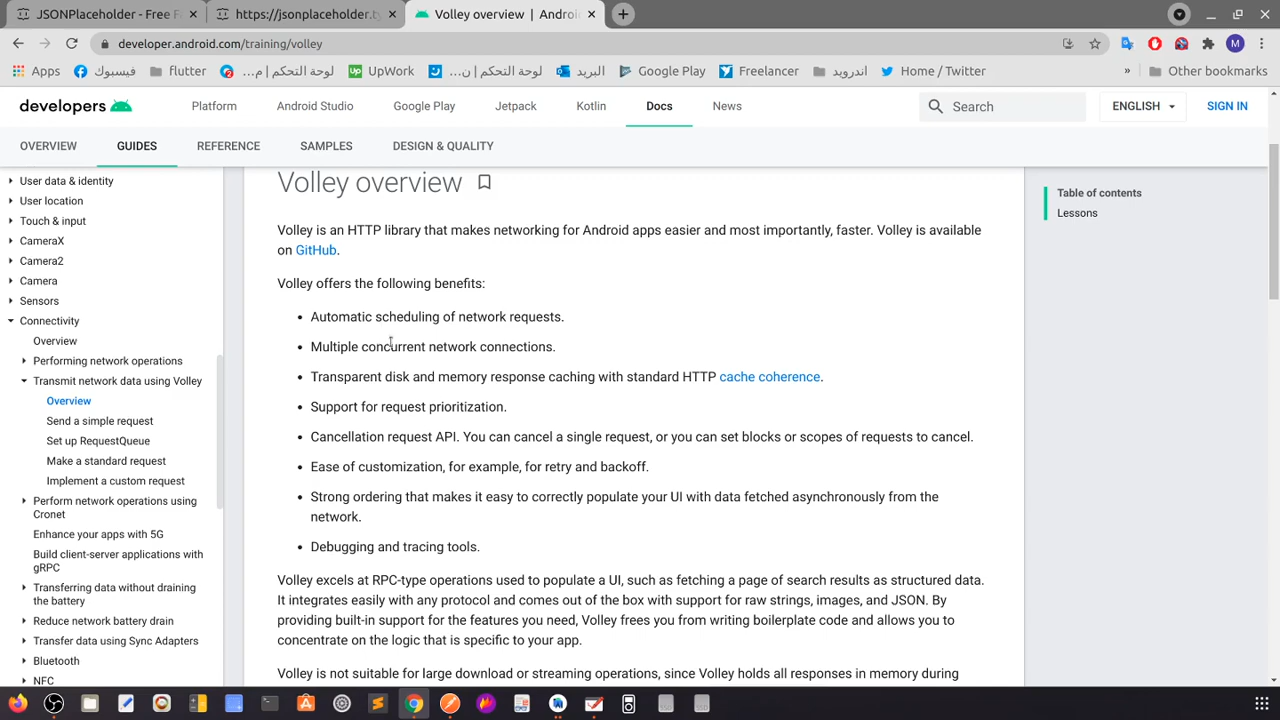 JSONPlaceholder - Free F
https://jsonplaceholder.ty
Volley overview | Androi
developer.android.com/training/volley
M
Apps
فيسبوك
flutter
لوحة التحكم | م...
UpWork
لوحة التحكم | ن...
البريد
Google Play
Freelancer
اندرويد
Home / Twitter
»
Other bookmarks
developers
Platform
Android Studio
Google Play
Jetpack
Kotlin
Docs
News
Search
ENGLISH
SIGN IN
OVERVIEW
GUIDES
REFERENCE
SAMPLES
DESIGN & QUALITY
User data & identity
User location
Touch & input
CameraX
Camera2
Camera
Sensors
Connectivity
Overview
Performing network operations
Transmit network data using Volley
Overview
Send a simple request
Set up RequestQueue
Make a standard request
Implement a custom request
Perform network operations using
Cronet
Enhance your apps with 5G
Build client-server applications with
gRPC
Transferring data without draining
the battery
Reduce network battery drain
Transfer data using Sync Adapters
Bluetooth
NFC
Volley overview
Volley is an HTTP library that makes networking for Android apps easier and most importantly, faster. Volley is available
on GitHub.
Volley offers the following benefits:
• Automatic scheduling of network requests.
• Multiple concurrent network connections.
• Transparent disk and memory response caching with standard HTTP cache coherence.
• Support for request prioritization.
• Cancellation request API. You can cancel a single request, or you can set blocks or scopes of requests to cancel.
• Ease of customization, for example, for retry and backoff.
• Strong ordering that makes it easy to correctly populate your UI with data fetched asynchronously from the
network.
• Debugging and tracing tools.
Volley excels at RPC-type operations used to populate a UI, such as fetching a page of search results as structured data.
It integrates easily with any protocol and comes out of the box with support for raw strings, images, and JSON. By
providing built-in support for the features you need, Volley frees you from writing boilerplate code and allows you to
concentrate on the logic that is specific to your app.
Volley is not suitable for large download or streaming operations, since Volley holds all responses in memory during
Table of contents
Lessons